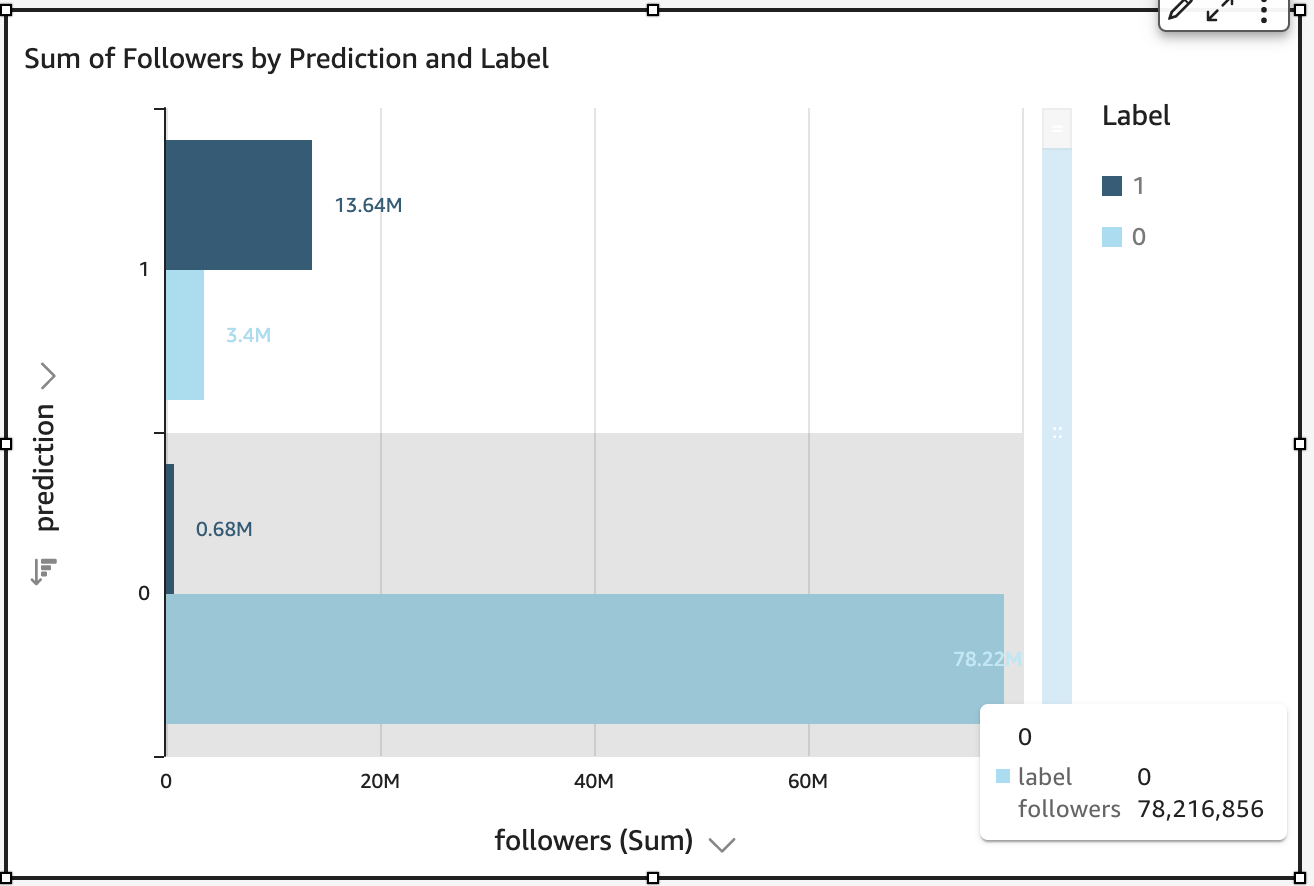 Sum of Followers by Prediction and Label
Label
1
0
13.64M
1
3.4M
prediction
0.68M
0
78.22M
0
20M
40M
60M
followers (Sum)
0
label 0
followers 78,216,856